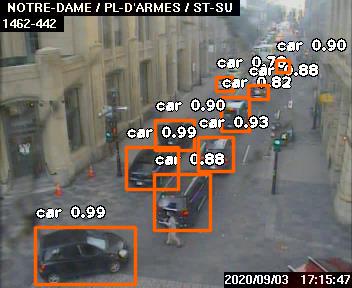 NOTRE-DAME / PL-D'ARMES / ST-SU
1462-442
car 0.90
car 0.88
car 0.82
car 0.90
car 0.93
car 0.99
car 0.88
car 0.99
2020/09/03 17:15:47